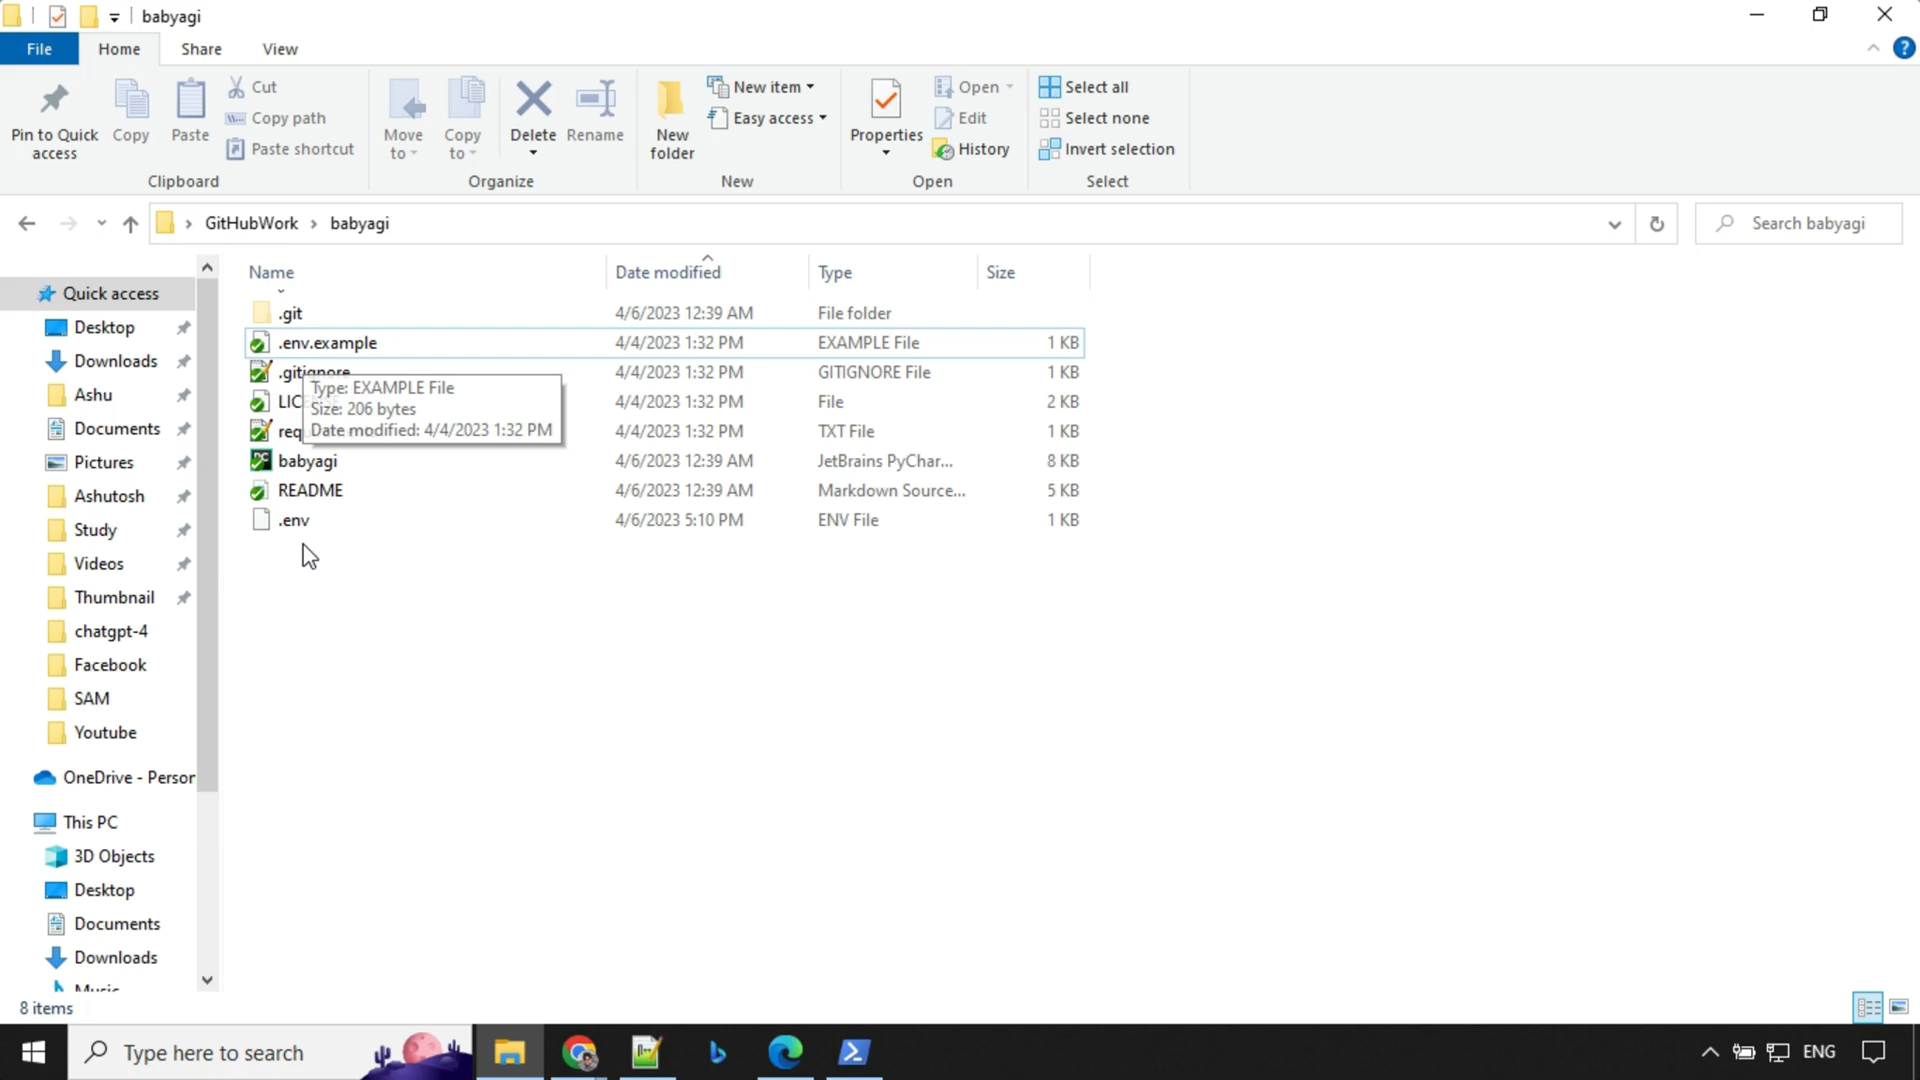 babyagi
File Home Share View
Pin to Quick access
Copy
Paste
Cut
Copy path
Paste shortcut
Clipboard
Move to
Copy to
Delete
Rename
Organize
New folder
New item
Easy access
New
Properties
Open
Edit
History
Open
Select all
Select none
Invert selection
Select
GitHubWork › babyagi
Search babyagi
Name Date modified Type Size
.git 4/6/2023 12:39 AM File folder
.env.example 4/4/2023 1:32 PM EXAMPLE File 1 KB
.gitignore 4/4/2023 1:32 PM GITIGNORE File 1 KB
LIC 4/4/2023 1:32 PM File 2 KB
req 4/4/2023 1:32 PM TXT File 1 KB
babyagi 4/6/2023 12:39 AM JetBrains PyChar... 8 KB
README 4/6/2023 12:39 AM Markdown Source... 5 KB
.env 4/6/2023 5:10 PM ENV File 1 KB
Type: EXAMPLE File
Size: 206 bytes
Date modified: 4/4/2023 1:32 PM
Quick access
Desktop
Downloads
Ashu
Documents
Pictures
Ashutosh
Study
Videos
Thumbnail
chatgpt-4
Facebook
SAM
Youtube
OneDrive - Person
This PC
3D Objects
Desktop
Documents
Downloads
Music
8 items
Type here to search
ENG